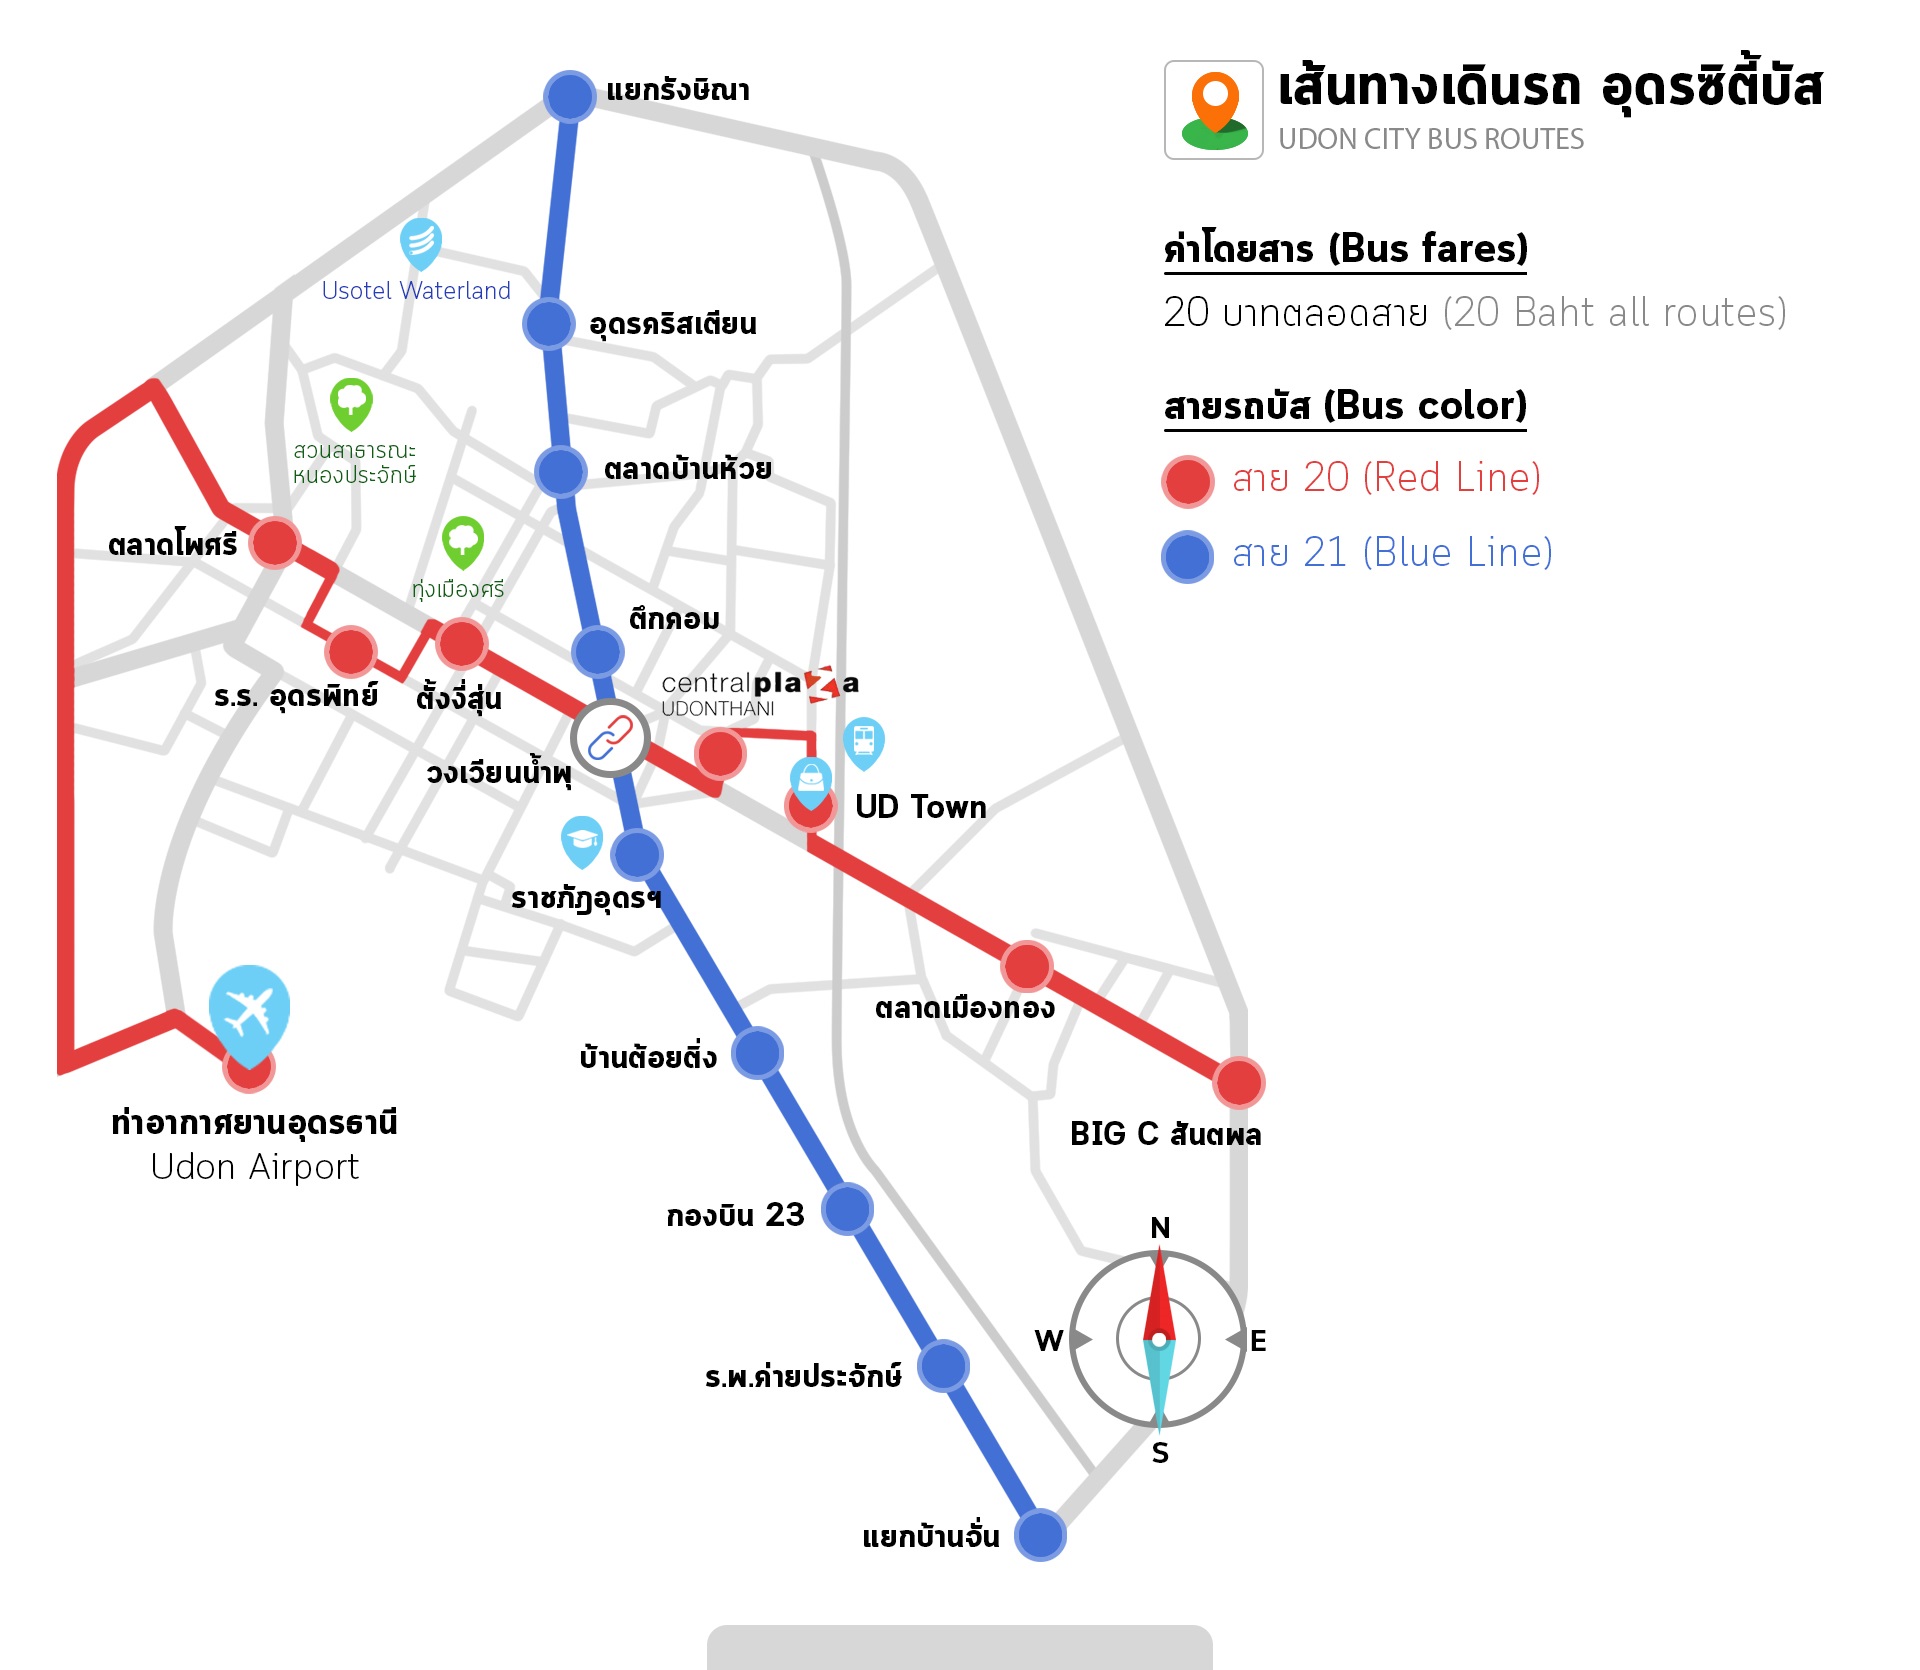 เส้นทางเดินรถ อุดรซิตี้บัส
UDON CITY BUS ROUTES
ค่าโดยสาร (Bus fares)
20 บาทตลอดสาย (20 Baht all routes)
สายรถบัส (Bus color)
สาย 20 (Red Line)
สาย 21 (Blue Line)
แยกรังษิณา
Usotel Waterland
อุดรคริสเตียน
สวนสาธารณะ
หนองประจักษ์
ตลาดบ้านห้วย
ตลาดโพศรี
ทุ่งเมืองศรี
ตึกคอม
ร.ร. อุดรพิทย์
ตั้งงี่สุ่น
centralplaza
UDONTHANI
วงเวียนน้ำพุ
UD Town
ราชภัฏอุดรฯ
ตลาดเมืองทอง
บ้านต้อยติ่ง
ท่าอากาศยานอุดรธานี
Udon Airport
BIG C สันตพล
กองบิน 23
N
W
E
S
ร.พ.ค่ายประจักษ์
แยกบ้านจั่น